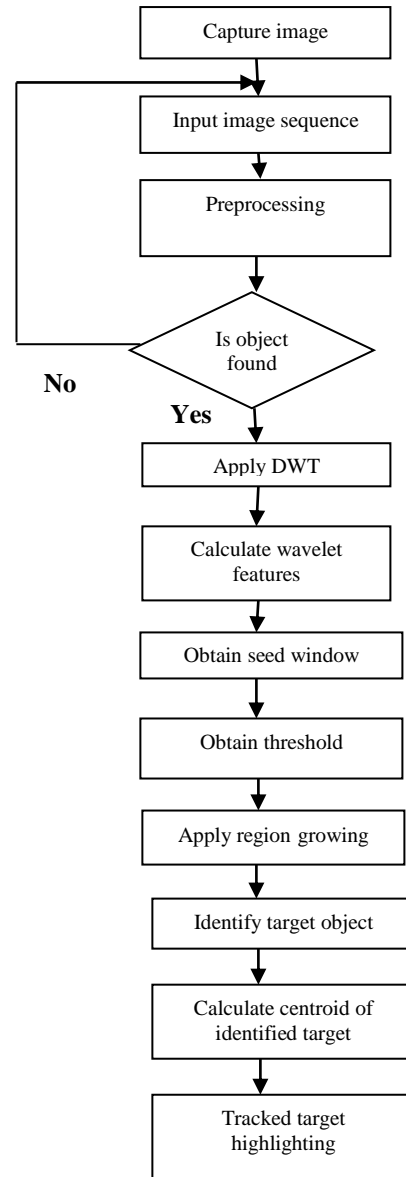 Capture image
Input image sequence
Preprocessing
Is object
found
No
Yes
Apply DWT
Calculate wavelet
features
Obtain seed window
Obtain threshold
Apply region growing
Identify target object
Calculate centroid of
identified target
Tracked target
highlighting